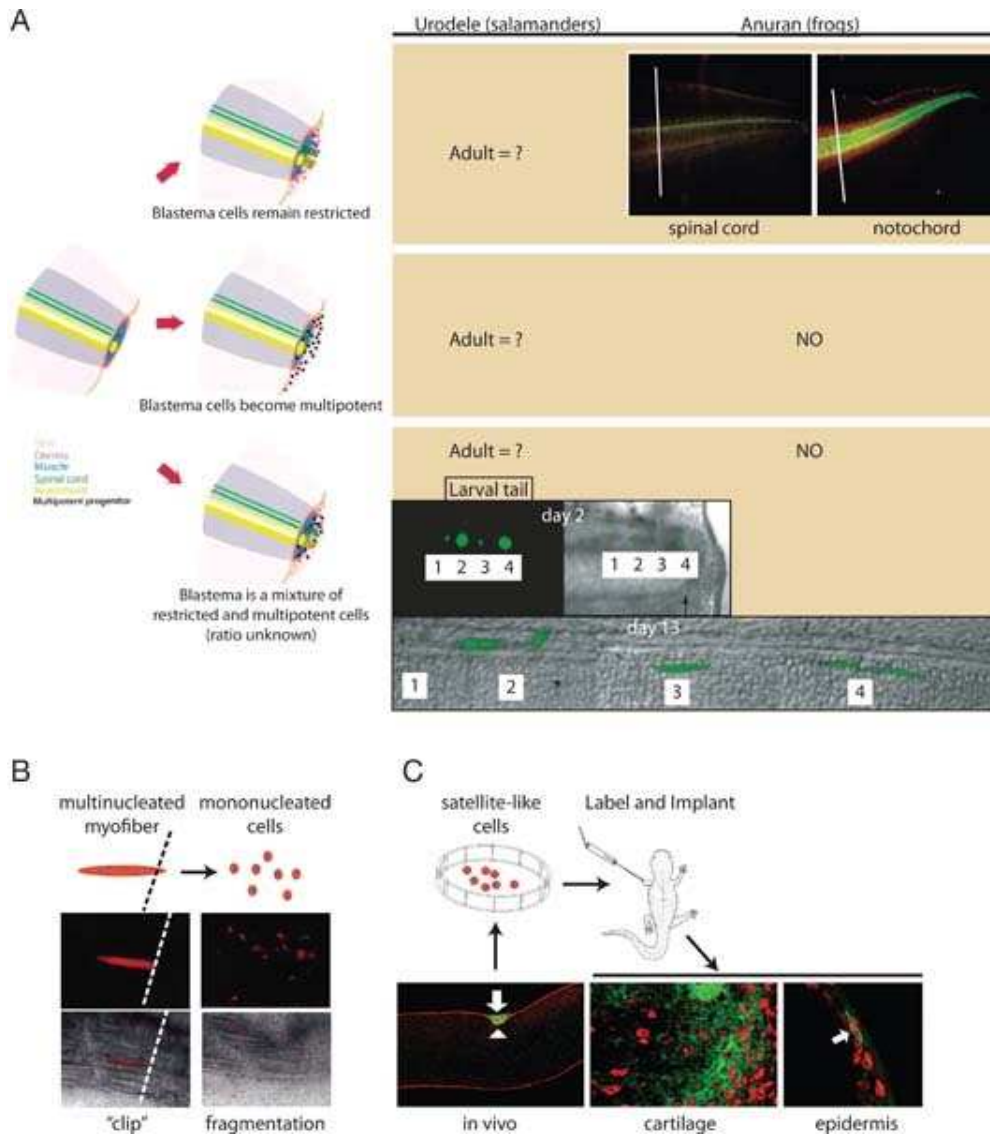 A
Urodele (salamanders)
Anuran (frogs)
Adult = ?
spinal cord
notochord
Blastema cells remain restricted
Adult = ?
NO
Blastema cells become multipotent
Adult = ?
NO
Dermis
Muscle
Spinal cord
Notochord
Multipotent progenitor
Larval tail
day 2
1 2 3 4
1 2 3 4
Blastema is a mixture of
restricted and multipotent cells
(ratio unknown)
day 13
1
2
3
4
B
multinucleated
myofiber
mononucleated
cells
"clip"
fragmentation
C
satellite-like
cells
Label and Implant
in vivo
cartilage
epidermis